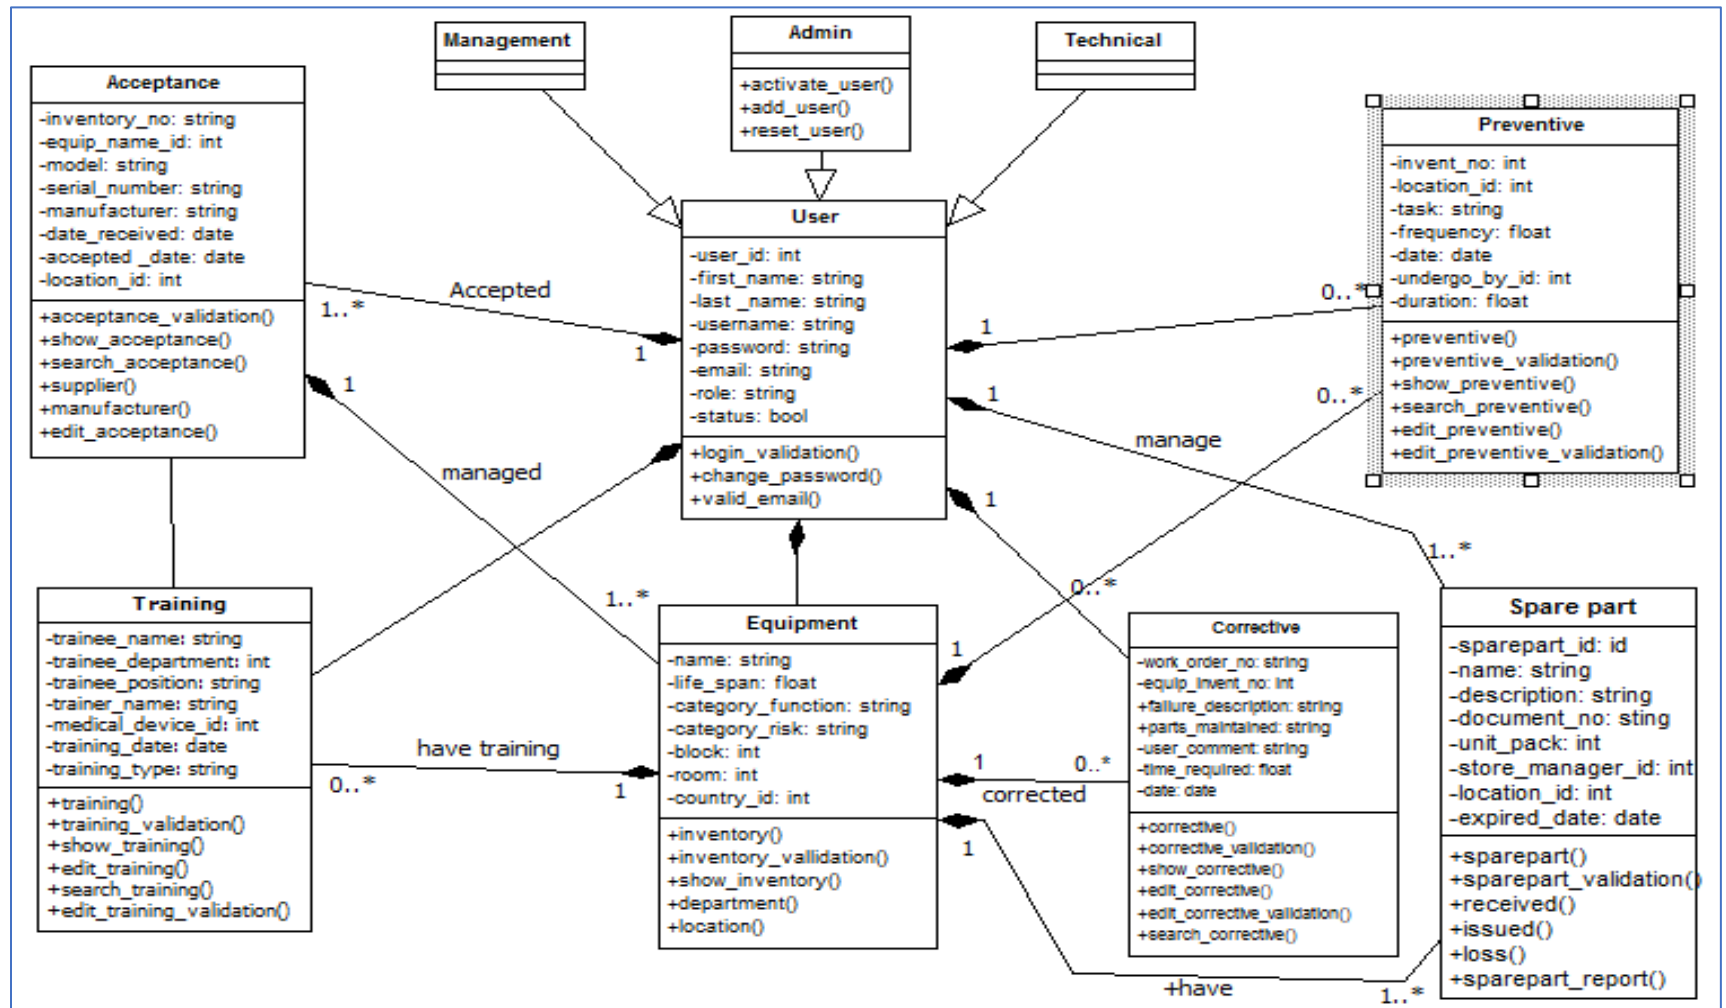 Management
Admin
+activate_user()
+add_user()
+reset_user()
Technical
Acceptance
-inventory_no: string
-equip_name_id: int
-model: string
-serial_number: string
-manufacturer: string
-date_received: date
-accepted _date: date
-location_id: int
+acceptance_validation()
+show_acceptance()
+search_acceptance()
+supplier()
+manufacturer()
+edit_acceptance()
User
-user_id: int
-first_name: string
-last _name: string
-username: string
-password: string
-email: string
-role: string
-status: bool
+login_validation()
+change_password()
+valid_email()
Preventive
-invent_no: int
-location_id: int
-task: string
-frequency: float
-date: date
-undergo_by_id: int
-duration: float
+preventive()
+preventive_validation()
+show_preventive()
+search_preventive()
+edit_preventive()
+edit_preventive_validation()
Accepted
1..*
1
1
0..*
1
managed
1..*
1
manage
1..*
1
0..*
0..*
1
Training
-trainee_name: string
-trainee_department: int
-trainee_position: string
-trainer_name: string
-medical_device_id: int
-training_date: date
-training_type: string
+training()
+training_validation()
+show_training()
+edit_training()
+search_training()
+edit_training_validation()
have training
0..*
1
Equipment
-name: string
-life_span: float
-category_function: string
-category_risk: string
-block: int
-room: int
-country_id: int
+inventory()
+inventory_vallidation()
+show_inventory()
+department()
+location()
1
0..*
corrected
1
+have
1..*
Corrective
-work_order_no: string
-equip_invent_no: int
+failure_description: string
+parts_maintained: string
-user_comment: string
-time_required: float
-date: date
+corrective()
+corrective_validation()
+show_corrective()
+edit_corrective()
+edit_corrective_validation()
+search_corrective()
Spare part
-sparepart_id: id
-name: string
-description: string
-document_no: sting
-unit_pack: int
-store_manager_id: int
-location_id: int
-expired_date: date
+sparepart()
+sparepart_validation()
+received()
+issued()
+loss()
+sparepart_report()